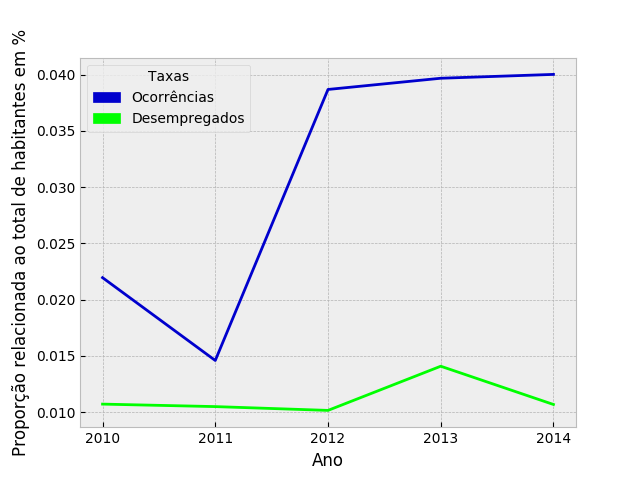 Proporção relacionada ao total de habitantes em %
0.040
0.035
0.030
0.025
0.020
0.015
0.010
Taxas
Ocorrências
Desempregados
2010 2011 2012 2013 2014
Ano